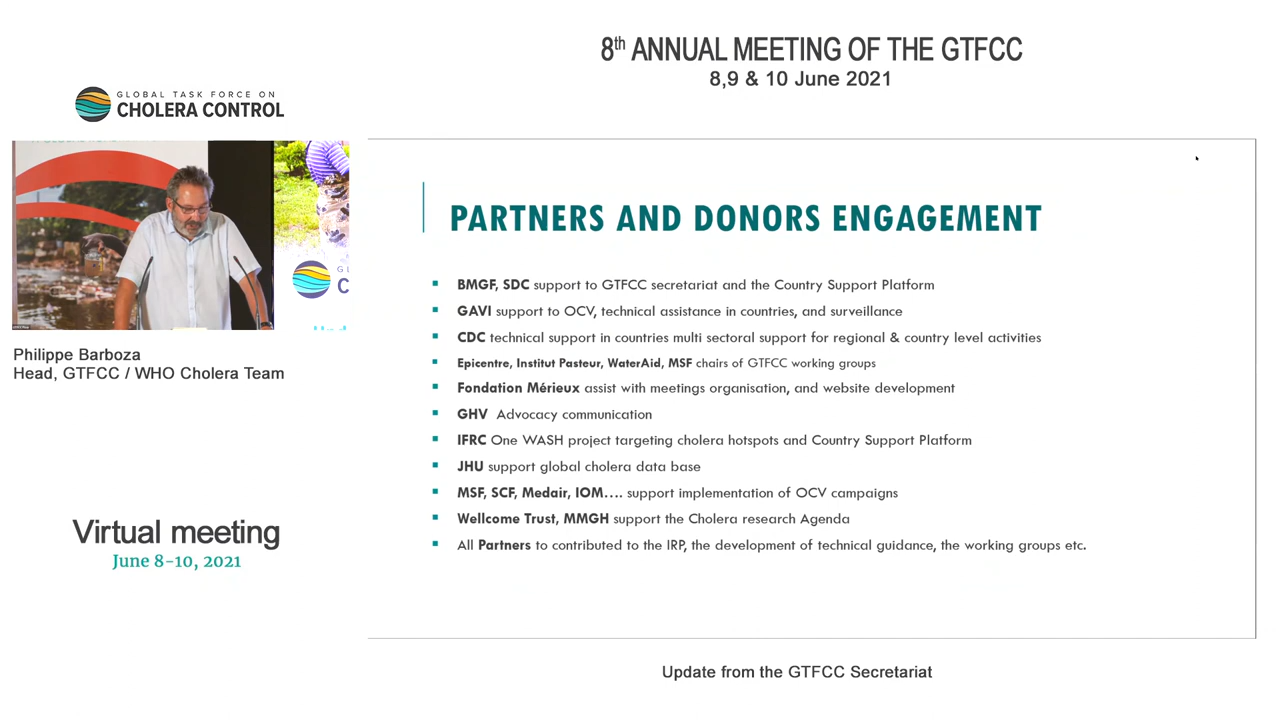 8th ANNUAL MEETING OF THE GTFCC
8,9 & 10 June 2021
GLOBAL TASK FORCE ON
CHOLERA CONTROL
Philippe Barboza
Head, GTFCC / WHO Cholera Team
Virtual meeting
June 8-10, 2021
PARTNERS AND DONORS ENGAGEMENT
▪ BMGF, SDC support to GTFCC secretariat and the Country Support Platform
▪ GAVI support to OCV, technical assistance in countries, and surveillance
▪ CDC technical support in countries multi sectoral support for regional & country level activities
▪ Epicentre, Institut Pasteur, WaterAid, MSF chairs of GTFCC working groups
▪ Fondation Mérieux assist with meetings organisation, and website development
▪ GHV Advocacy communication
▪ IFRC One WASH project targeting cholera hotspots and Country Support Platform
▪ JHU support global cholera data base
▪ MSF, SCF, Medair, IOM…. support implementation of OCV campaigns
▪ Wellcome Trust, MMGH support the Cholera research Agenda
▪ All Partners to contributed to the IRP, the development of technical guidance, the working groups etc.
Update from the GTFCC Secretariat